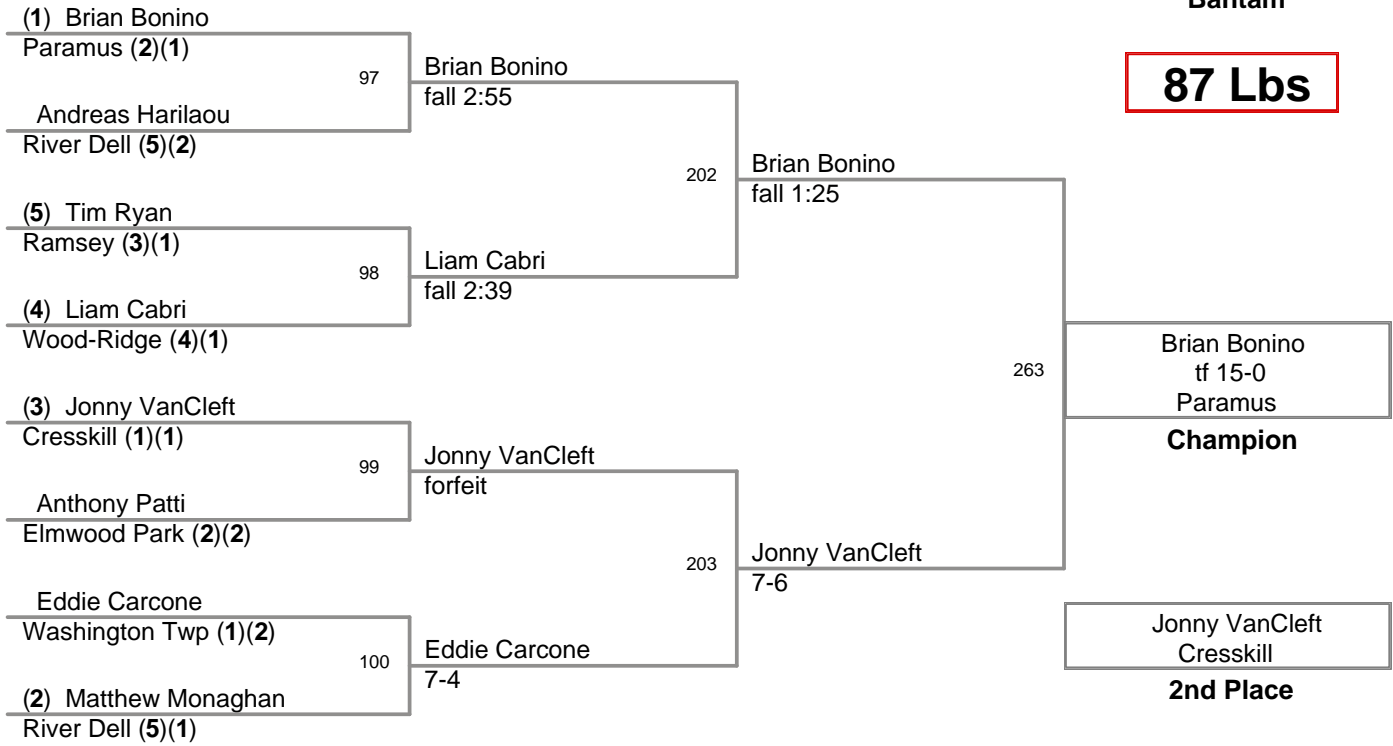 Bantam
87 Lbs
(1) Brian Bonino
Paramus (2)(1)
97
Andreas Harilaou
River Dell (5)(2)
Brian Bonino
fall 2:55
(5) Tim Ryan
Ramsey (3)(1)
98
(4) Liam Cabri
Wood-Ridge (4)(1)
Liam Cabri
fall 2:39
202
Brian Bonino
fall 1:25
(3) Jonny VanCleft
Cresskill (1)(1)
99
Anthony Patti
Elmwood Park (2)(2)
Jonny VanCleft
forfeit
Eddie Carcone
Washington Twp (1)(2)
100
(2) Matthew Monaghan
River Dell (5)(1)
Eddie Carcone
7-4
203
Jonny VanCleft
7-6
263
Brian Bonino
tf 15-0
Paramus
Champion
Jonny VanCleft
Cresskill
2nd Place